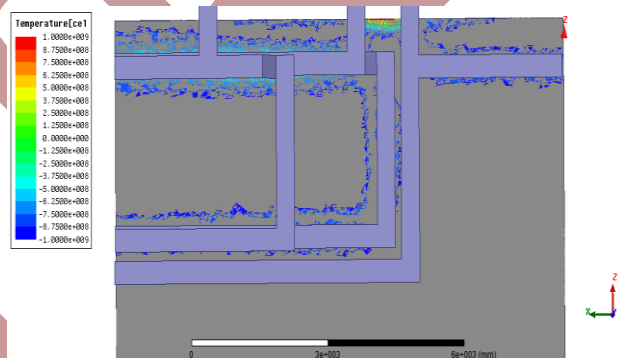 Temperature[cel]
1.0000e+009
8.7500e+008
7.5000e+008
6.2500e+008
5.0000e+008
3.7500e+008
2.5000e+008
1.2500e+008
0.0000e+000
-1.2500e+008
-2.5000e+008
-3.7500e+008
-5.0000e+008
-6.2500e+008
-7.5000e+008
-8.7500e+008
-1.0000e+009
Z
Z
X
Y
0
3e+003
6e+003 (mm)